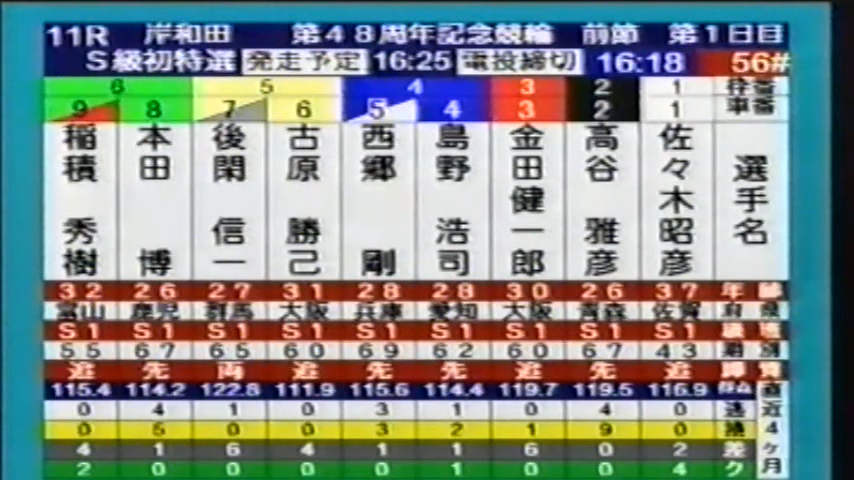 11R 岸和田 第48周年記念競輪 前節 第1日目
S級初特選 発走予定 16:25 電投締切 16:18 56#
6 5 4 3 2 1 枠番
9 8 7 6 5 4 3 2 1 車番
稲積秀樹 本田博 後閑信一 古原勝己 西郷剛 島野浩司 金田健一郎 高谷雅彦 佐々木昭彦 選手名
32 26 27 31 28 28 30 26 37 年齢
富山 鹿児 群馬 大阪 兵庫 愛知 大阪 青森 佐賀 府県
S1 S1 S1 S1 S1 S1 S1 S1 S1 級班
55 67 65 60 69 62 60 67 43 期別
追 先 両 追 先 先 追 先 追 脚質
115.4 114.2 122.8 111.9 115.6 114.4 119.7 119.5 116.9 得点 直
0 4 1 0 3 1 0 4 0 逃 近
0 5 0 0 3 2 1 9 0 捲 4
4 1 6 4 1 1 6 0 2 差 ヶ
2 0 0 0 0 1 0 0 4 ク 月